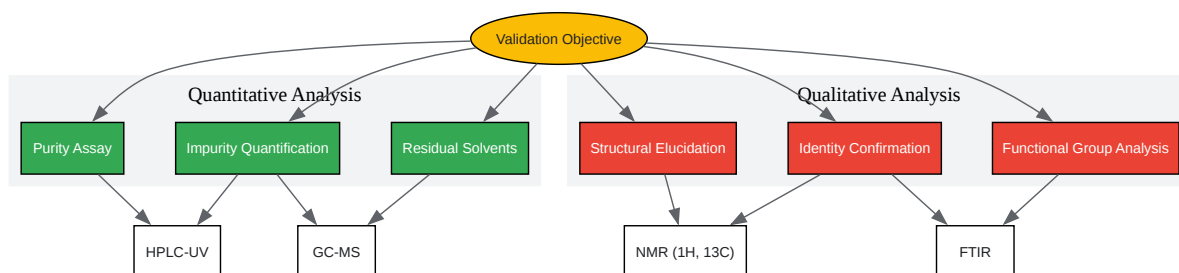 Validation Objective
Quantitative Analysis
Qualitative Analysis
Purity Assay
Impurity Quantification
Residual Solvents
Structural Elucidation
Identity Confirmation
Functional Group Analysis
HPLC-UV
GC-MS
NMR (1H, 13C)
FTIR